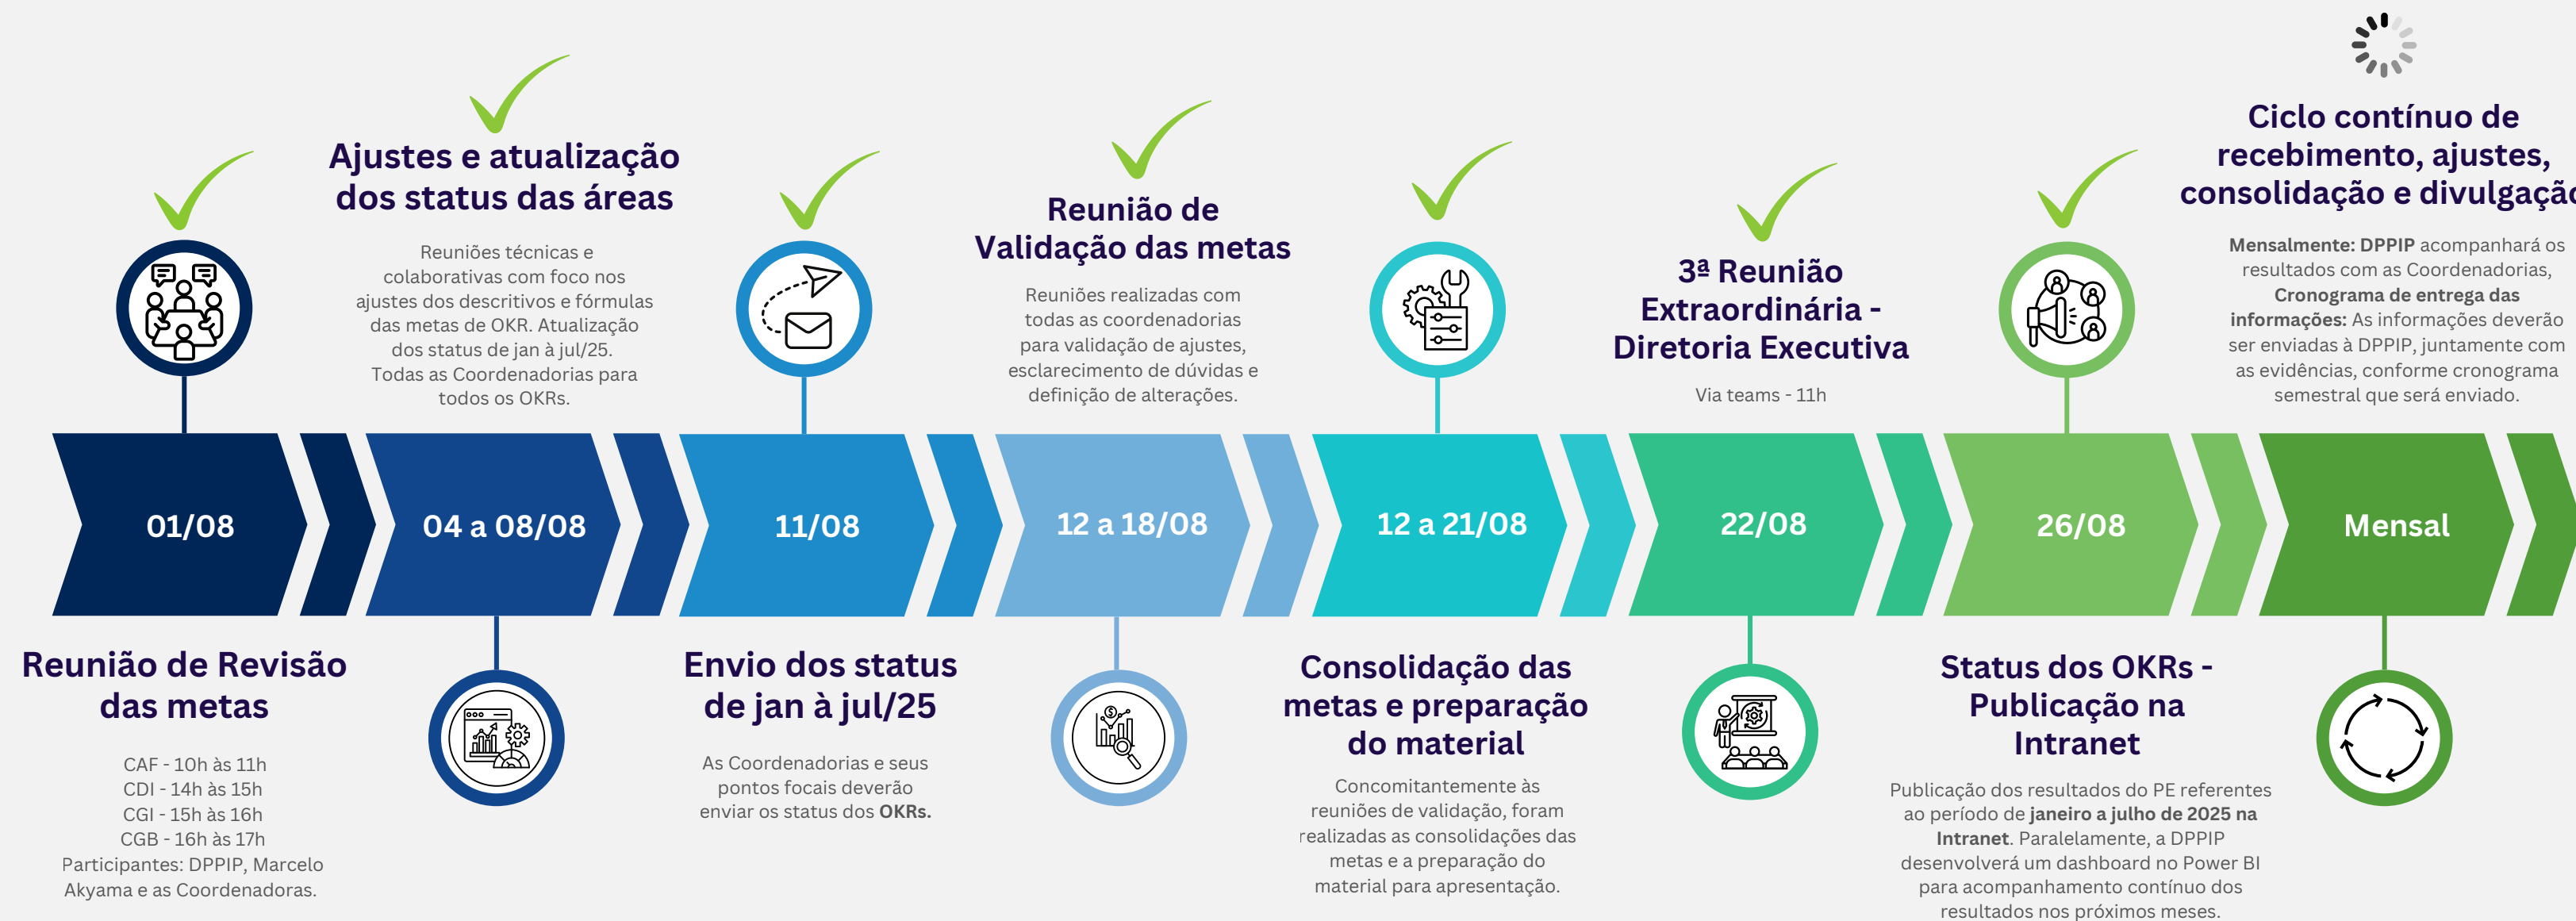 01/08
Reunião de Revisão
das metas
CAF - 10h às 11h
CDI - 14h às 15h
CGI - 15h às 16h
CGB - 16h às 17h
Participantes: DPPIP, Marcelo
Akyama e as Coordenadoras.
Ajustes e atualização
dos status das áreas
Reuniões técnicas e
colaborativas com foco nos
ajustes dos descritivos e fórmulas
das metas de OKR. Atualização
dos status de jan à jul/25.
Todas as Coordenadorias para
todos os OKRs.
04 a 08/08
11/08
Envio dos status
de jan à jul/25
As Coordenadorias e seus
pontos focais deverão
enviar os status dos OKRs.
Reunião de
Validação das metas
Reuniões realizadas com
todas as coordenadorias
para validação de ajustes,
esclarecimento de dúvidas e
definição de alterações.
12 a 18/08
12 a 21/08
Consolidação das
metas e preparação
do material
Concomitantemente às
reuniões de validação, foram
realizadas as consolidações das
metas e a preparação do
material para apresentação.
3ª Reunião
Extraordinária -
Diretoria Executiva
Via teams - 11h
22/08
26/08
Status dos OKRs -
Publicação na
Intranet
Publicação dos resultados do PE referentes
ao período de janeiro a julho de 2025 na
Intranet. Paralelamente, a DPPIP
desenvolverá um dashboard no Power BI
para acompanhamento contínuo dos
resultados nos próximos meses.
Ciclo contínuo de
recebimento, ajustes,
consolidação e divulgação
Mensalmente: DPPIP acompanhará os
resultados com as Coordenadorias,
Cronograma de entrega das
informações: As informações deverão
ser enviadas à DPPIP, juntamente com
as evidências, conforme cronograma
semestral que será enviado.
Mensal